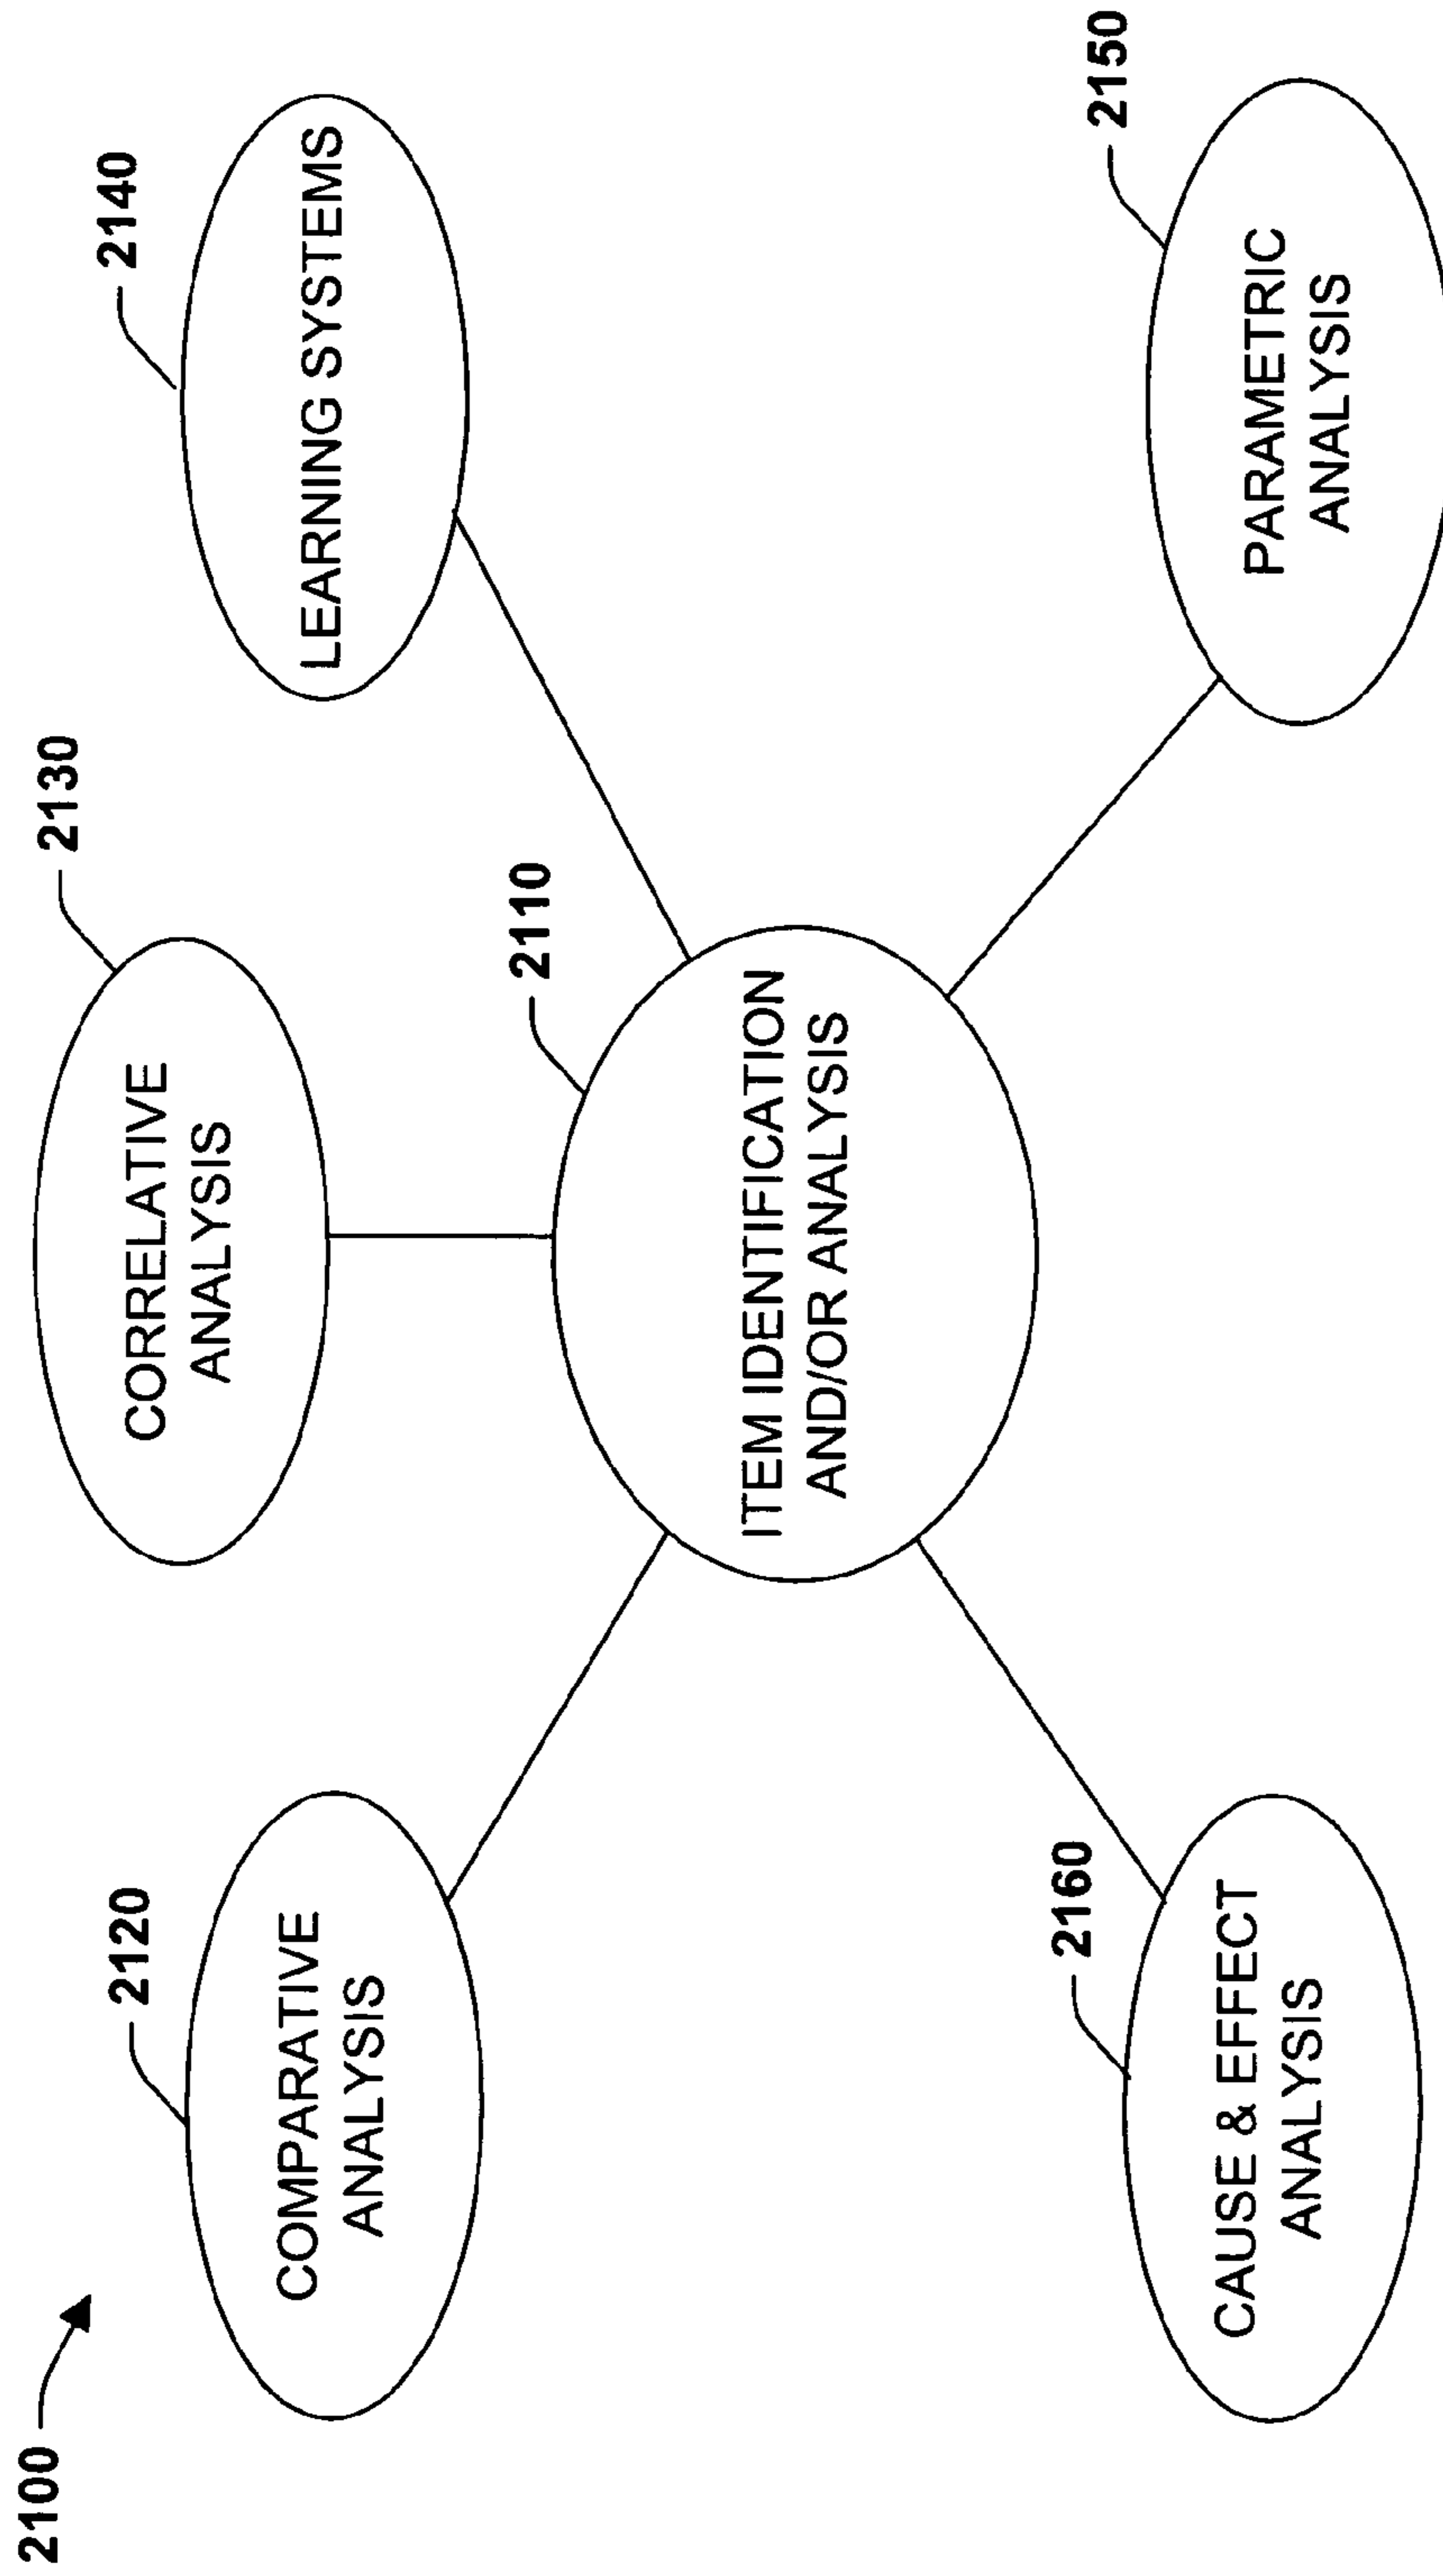 2100
2120
COMPARATIVE
ANALYSIS
2130
CORRELATIVE
ANALYSIS
2140
LEARNING SYSTEMS
2110
ITEM IDENTIFICATION
AND/OR ANALYSIS
2160
CAUSE & EFFECT
ANALYSIS
2150
PARAMETRIC
ANALYSIS